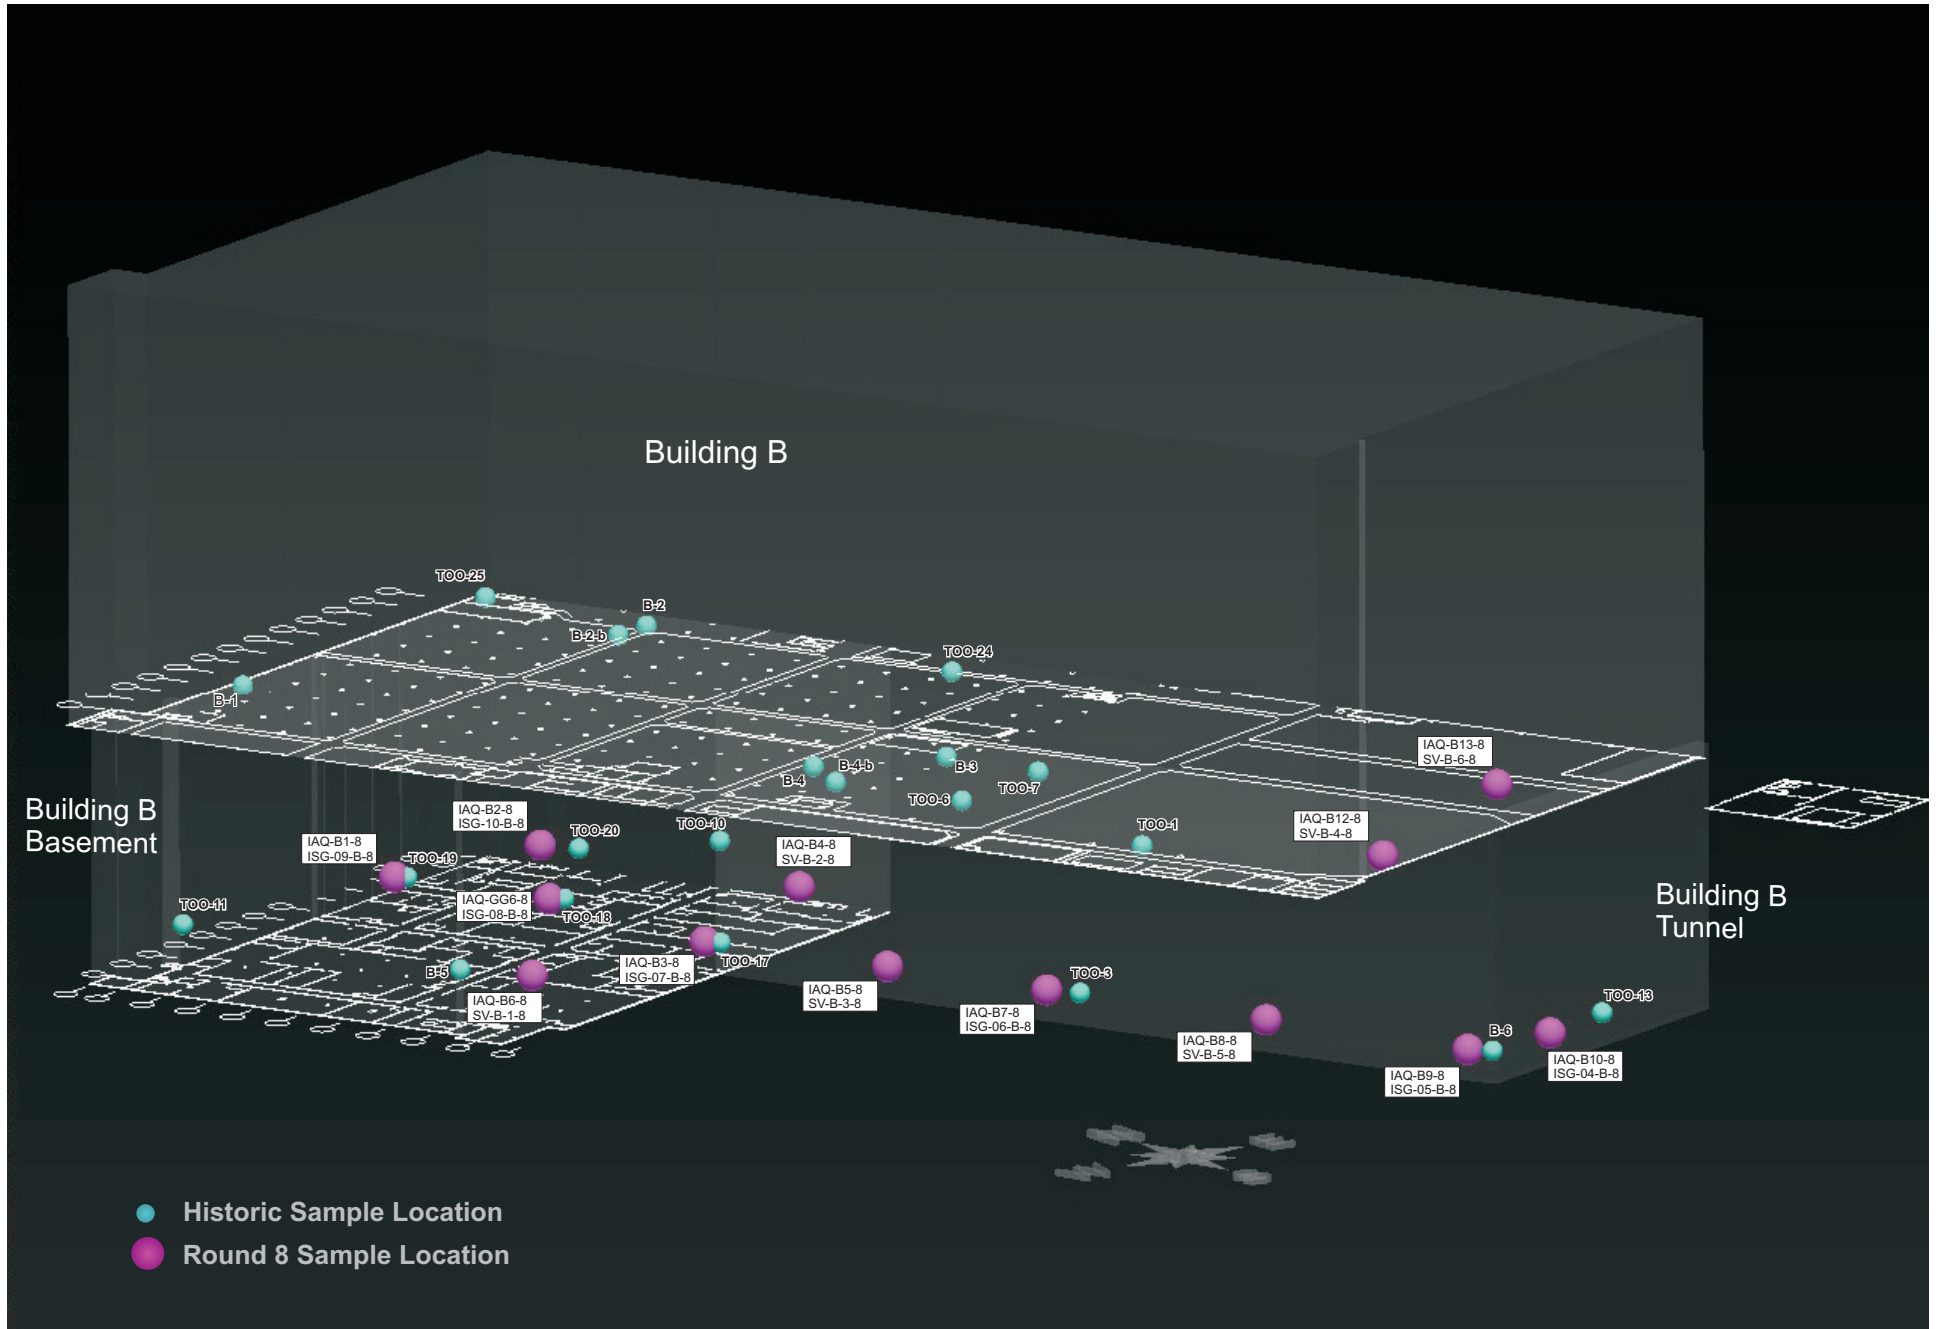 Building B
TOO-25
B-2
B-2-b
TOO-24
B-1
IAQ-B13-8
SV-B-6-8
B-4-b
B-3
B-4
TOO-7
TOO-6
Building B
Basement
IAQ-B2-8
ISG-10-B-8
TOO-20
TOO-10
TOO-1
IAQ-B12-8
SV-B-4-8
IAQ-B1-8
ISG-09-B-8
TOO-19
IAQ-B4-8
SV-B-2-8
Building B
Tunnel
TOO-11
IAQ-GG6-8
ISG-08-B-8
TOO-18
B-5
IAQ-B3-8
ISG-07-B-8
TOO-17
TOO-3
IAQ-B6-8
SV-B-1-8
IAQ-B5-8
SV-B-3-8
IAQ-B7-8
ISG-06-B-8
TOO-13
B-6
IAQ-B8-8
SV-B-5-8
IAQ-B9-8
ISG-05-B-8
IAQ-B10-8
ISG-04-B-8
Historic Sample Location
Round 8 Sample Location